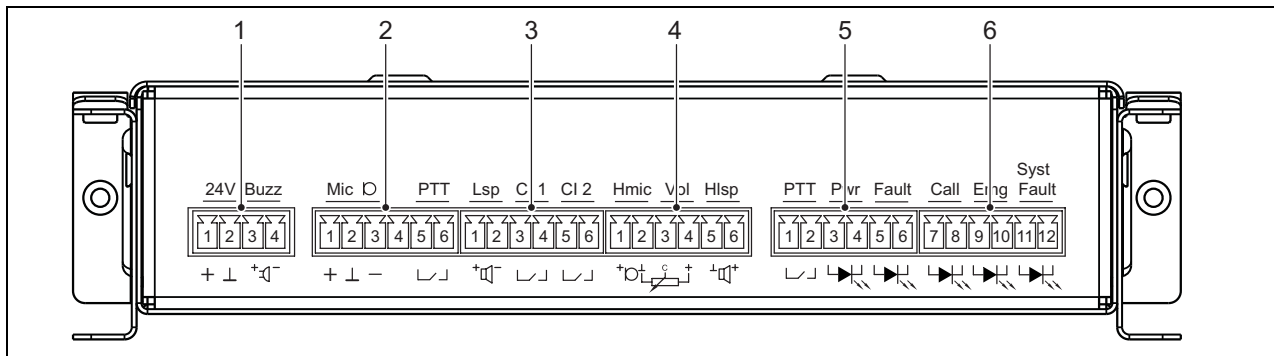 1 2 3 4 5 6
24V Buzz Mic PTT Lsp CI 1 CI 2 Hmic Vol Hlsp PTT Pwr Fault Call Emg Syst Fault
1 2 3 4 1 2 3 4 5 6 1 2 3 4 5 6 1 2 3 4 5 6 1 2 3 4 5 6 7 8 9 10 11 12
+ ⊥ + - + ⊥ - + - + ⊥ c + ⊥ +